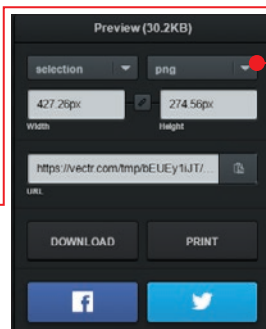 Preview (30.2KB)
selection png
427.26px 274.56px
Width Height
https://vectr.com/tmp/bEUEy1iJT/...
URL
DOWNLOAD PRINT